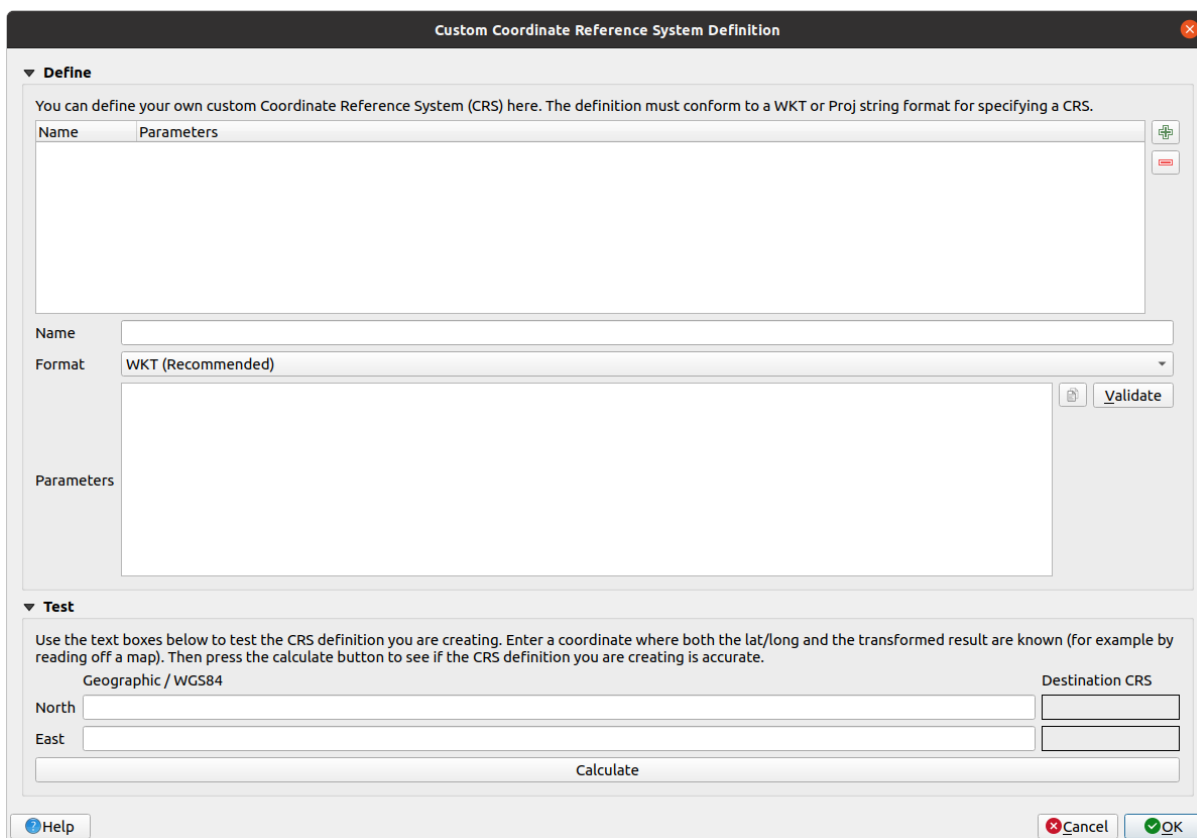 Custom Coordinate Reference System Definition
Define
You can define your own custom Coordinate Reference System (CRS) here. The definition must conform to a WKT or Proj string format for specifying a CRS.
Name Parameters
Name
Format WKT (Recommended)
Validate
Parameters
Test
Use the text boxes below to test the CRS definition you are creating. Enter a coordinate where both the lat/long and the transformed result are known (for example by
reading off a map). Then press the calculate button to see if the CRS definition you are creating is accurate.
Geographic / WGS84 Destination CRS
North
East
Calculate
Help Cancel OK